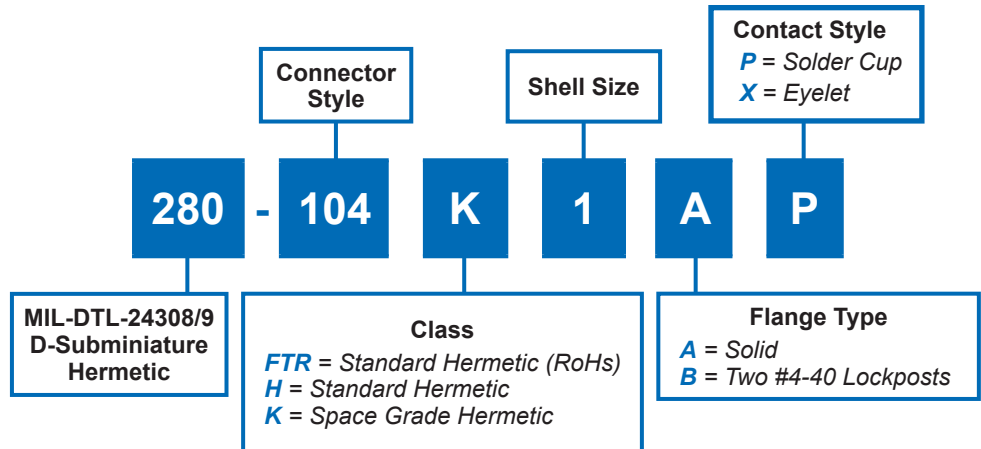 Contact Style
P = Solder Cup
X = Eyelet
Connector
Style
Shell Size
280 - 104 K 1 A P
MIL-DTL-24308/9
D-Subminiature
Hermetic
Class
FTR = Standard Hermetic (RoHs)
H = Standard Hermetic
K = Space Grade Hermetic
Flange Type
A = Solid
B = Two #4-40 Lockposts